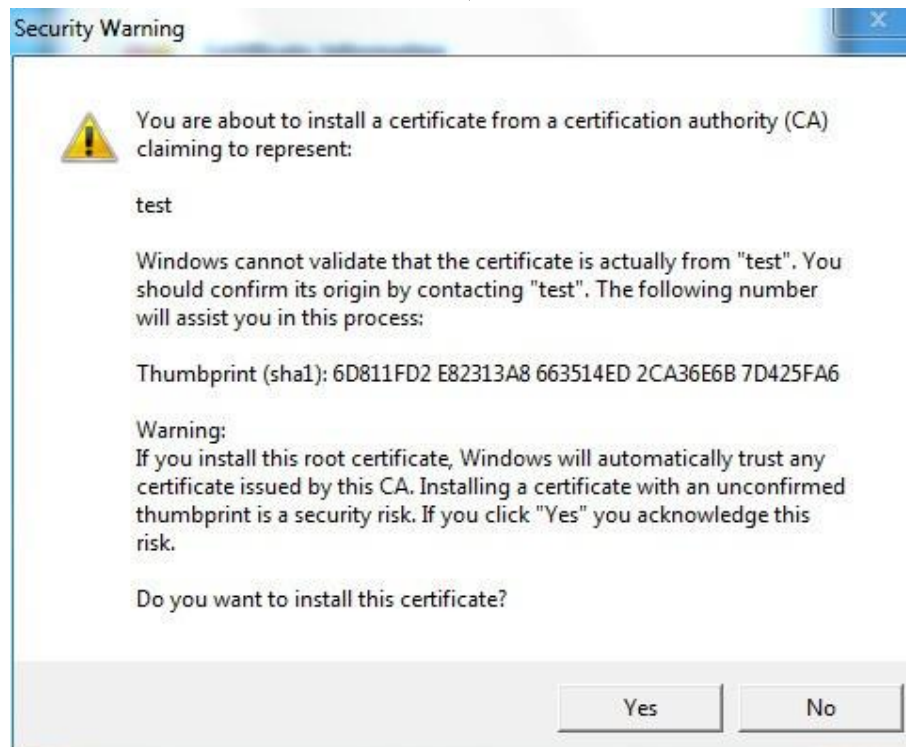 Security Warning
You are about to install a certificate from a certification authority (CA)
claiming to represent:
test
Windows cannot validate that the certificate is actually from "test". You
should confirm its origin by contacting "test". The following number
will assist you in this process:
Thumbprint (sha1): 6D811FD2 E82313A8 663514ED 2CA36E6B 7D425FA6
Warning:
If you install this root certificate, Windows will automatically trust any
certificate issued by this CA. Installing a certificate with an unconfirmed
thumbprint is a security risk. If you click "Yes" you acknowledge this
risk.
Do you want to install this certificate?
Yes No